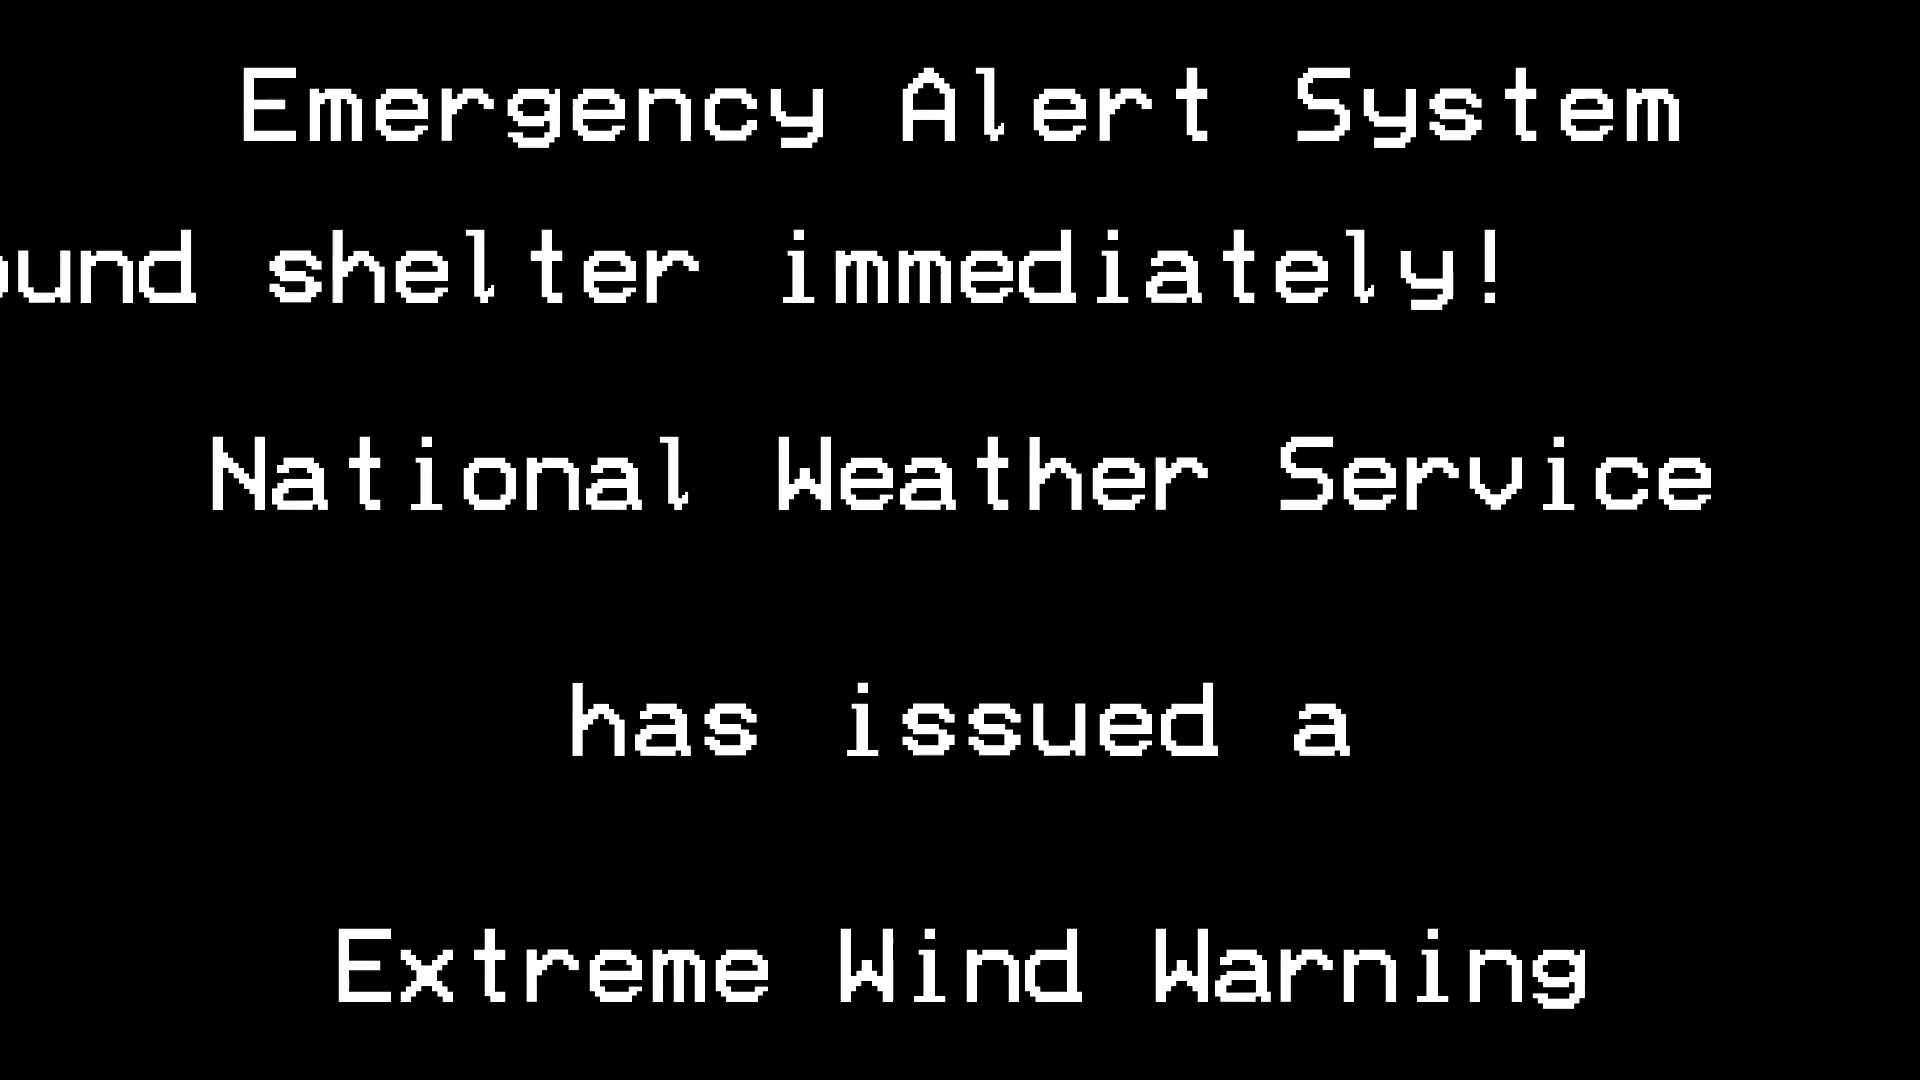 Emergency Alert System
ound shelter immediately!
National Weather Service
has issued a
Extreme Wind Warning